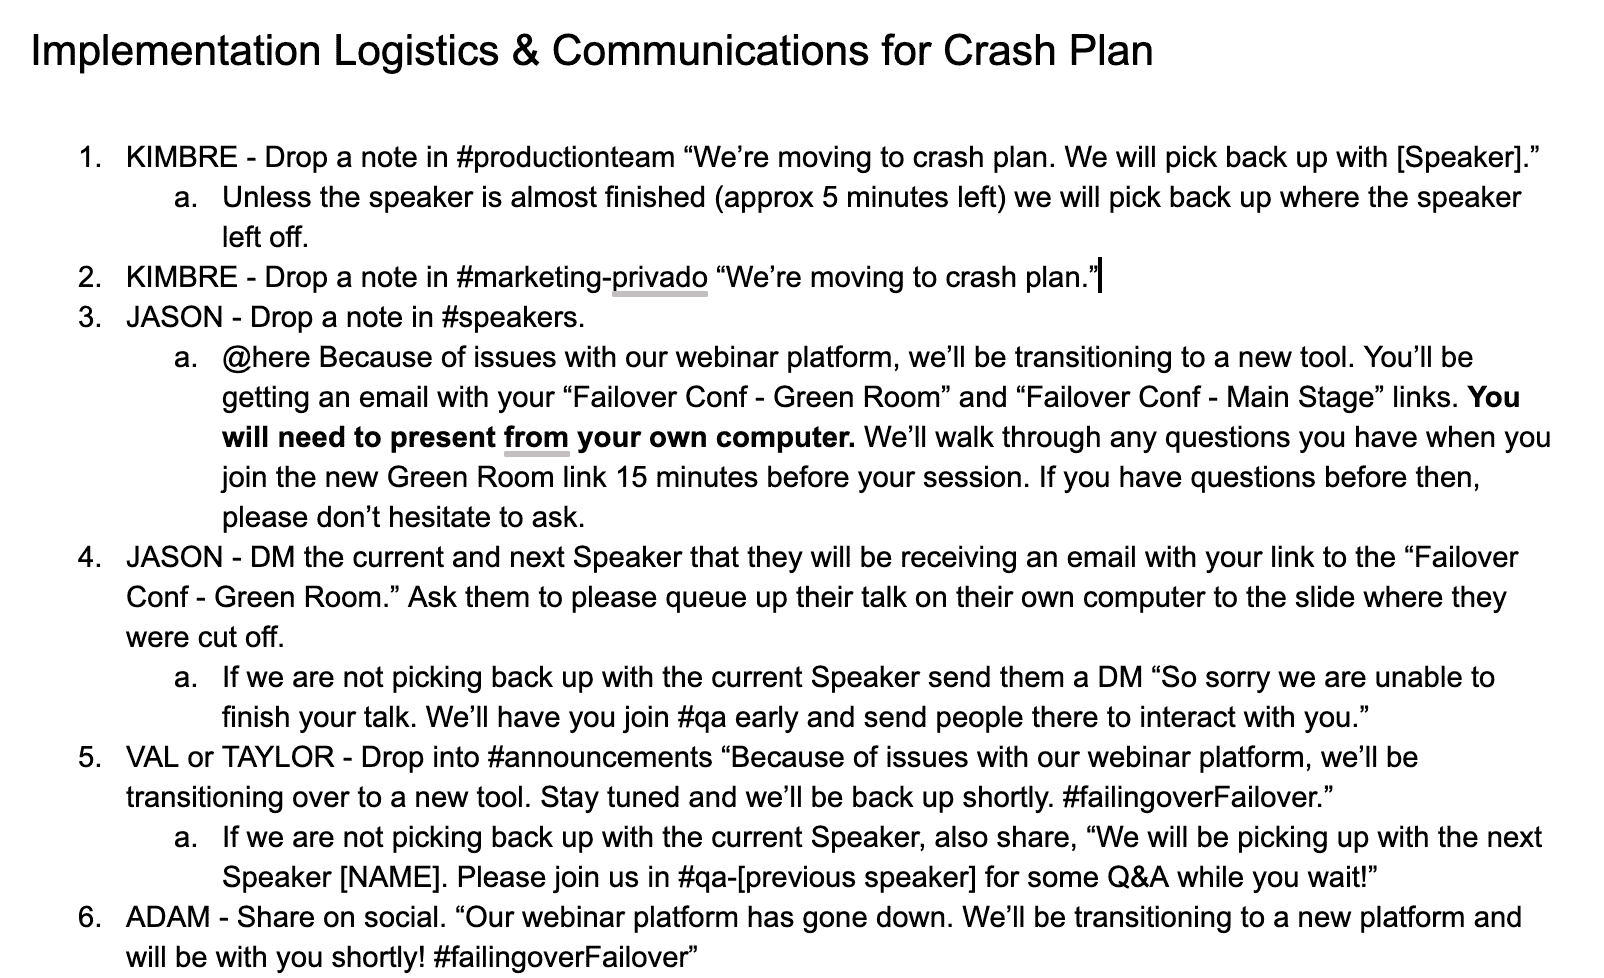 Implementation Logistics & Communications for Crash Plan
1. KIMBRE - Drop a note in #productionteam “We’re moving to crash plan. We will pick back up with [Speaker].”
a. Unless the speaker is almost finished (approx 5 minutes left) we will pick back up where the speaker
left off.
2. KIMBRE - Drop a note in #marketing-privado “We’re moving to crash plan.”
3. JASON - Drop a note in #speakers.
a. @here Because of issues with our webinar platform, we’ll be transitioning to a new tool. You’ll be
getting an email with your “Failover Conf - Green Room” and “Failover Conf - Main Stage” links. You
will need to present from your own computer. We’ll walk through any questions you have when you
join the new Green Room link 15 minutes before your session. If you have questions before then,
please don’t hesitate to ask.
4. JASON - DM the current and next Speaker that they will be receiving an email with your link to the “Failover
Conf - Green Room.” Ask them to please queue up their talk on their own computer to the slide where they
were cut off.
a. If we are not picking back up with the current Speaker send them a DM “So sorry we are unable to
finish your talk. We’ll have you join #qa early and send people there to interact with you.”
5. VAL or TAYLOR - Drop into #announcements “Because of issues with our webinar platform, we’ll be
transitioning over to a new tool. Stay tuned and we’ll be back up shortly. #failingoverFailover.”
a. If we are not picking back up with the current Speaker, also share, “We will be picking up with the next
Speaker [NAME]. Please join us in #qa-[previous speaker] for some Q&A while you wait!”
6. ADAM - Share on social. “Our webinar platform has gone down. We’ll be transitioning to a new platform and
will be with you shortly! #failingoverFailover”